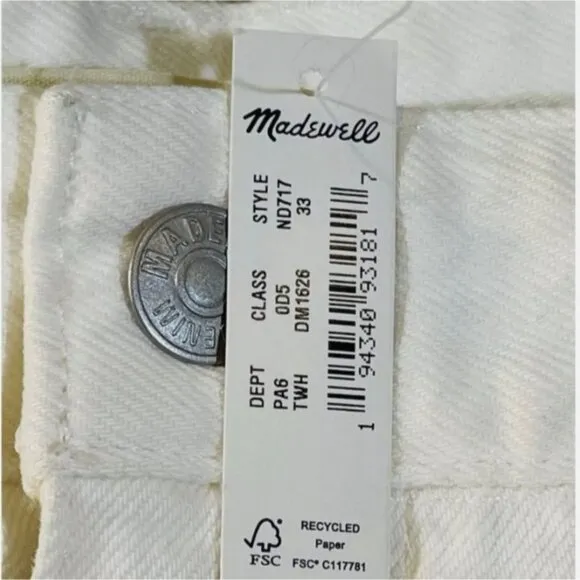 Madewell
DEPT CLASS STYLE
PA6 0D5 ND717
TWH DM1626 33
1 94340 93181 7
FSC
RECYCLED
Paper
FSC® C117781
MADE